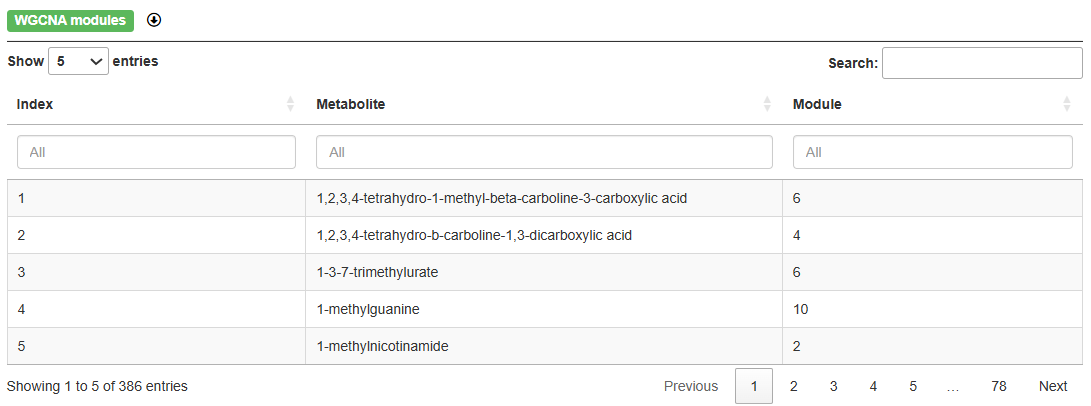 WGCNA modules
Show 5 entries Search:
Index Metabolite Module
All All All
1 1,2,3,4-tetrahydro-1-methyl-beta-carboline-3-carboxylic acid 6
2 1,2,3,4-tetrahydro-b-carboline-1,3-dicarboxylic acid 4
3 1-3-7-trimethylurate 6
4 1-methylguanine 10
5 1-methylnicotinamide 2
Showing 1 to 5 of 386 entries Previous 1 2 3 4 5 … 78 Next